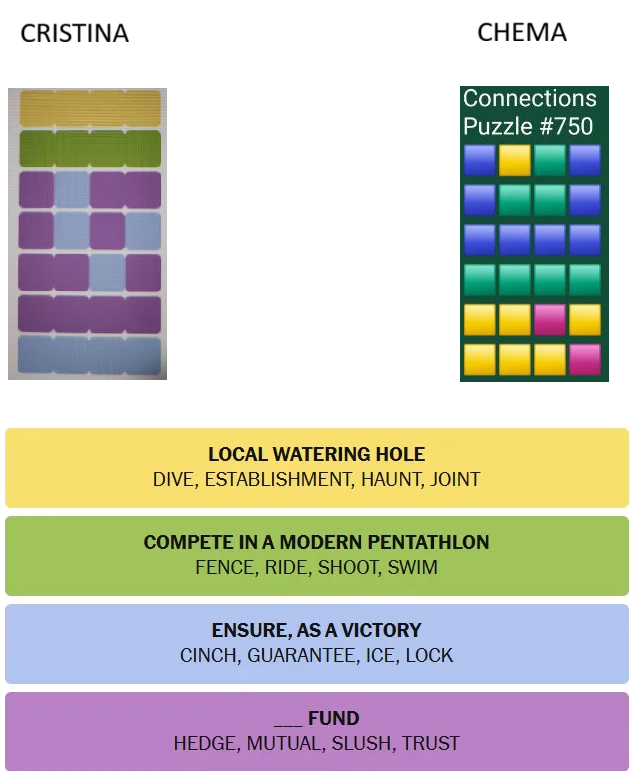 CRISTINA
CHEMA
Connections
Puzzle #750
LOCAL WATERING HOLE
DIVE, ESTABLISHMENT, HAUNT, JOINT
COMPETE IN A MODERN PENTATHLON
FENCE, RIDE, SHOOT, SWIM
ENSURE, AS A VICTORY
CINCH, GUARANTEE, ICE, LOCK
___ FUND
HEDGE, MUTUAL, SLUSH, TRUST